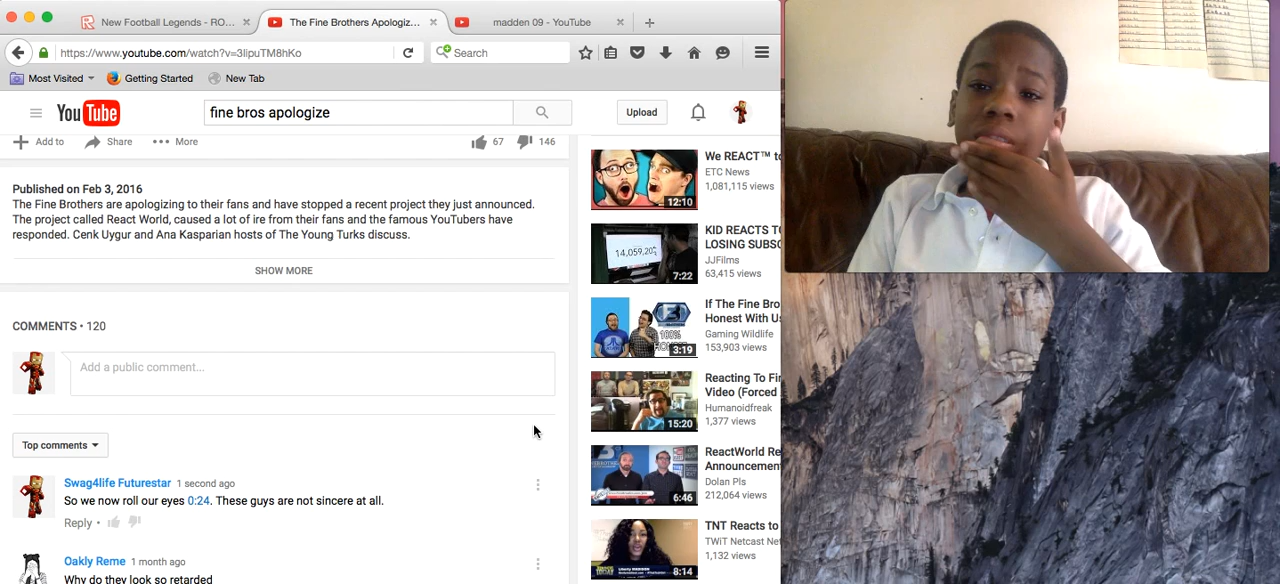 New Football Legends - RO...
The Fine Brothers Apologiz...
madden 09 - YouTube
https://www.youtube.com/watch?v=3lipuTM8hKo
Search
Most Visited
Getting Started
New Tab
YouTube
fine bros apologize
Upload
Add to
Share
More
67
146
Published on Feb 3, 2016
The Fine Brothers are apologizing to their fans and have stopped a recent project they just announced.
The project called React World, caused a lot of ire from their fans and the famous YouTubers have
responded. Cenk Uygur and Ana Kasparian hosts of The Young Turks discuss.
SHOW MORE
COMMENTS • 120
Add a public comment...
Top comments
Swag4life Futurestar 1 second ago
So we now roll our eyes 0:24. These guys are not sincere at all.
Reply •
Oakly Reme 1 month ago
Why do they look so retarded
12:10
We REACT™ to
ETC News
1,081,115 views
14,059,20
7:22
KID REACTS T
LOSING SUBSC
JJFilms
63,415 views
100%
3:19
If The Fine Bro
Honest With Us
Gaming Wildlife
153,903 views
15:20
Reacting To Fi
Video (Forced
Humanoidfreak
1,377 views
6:46
ReactWorld Re
Announcement
Dolan Pls
212,064 views
8:14
TNT Reacts to
TWiT Netcast Net
1,132 views